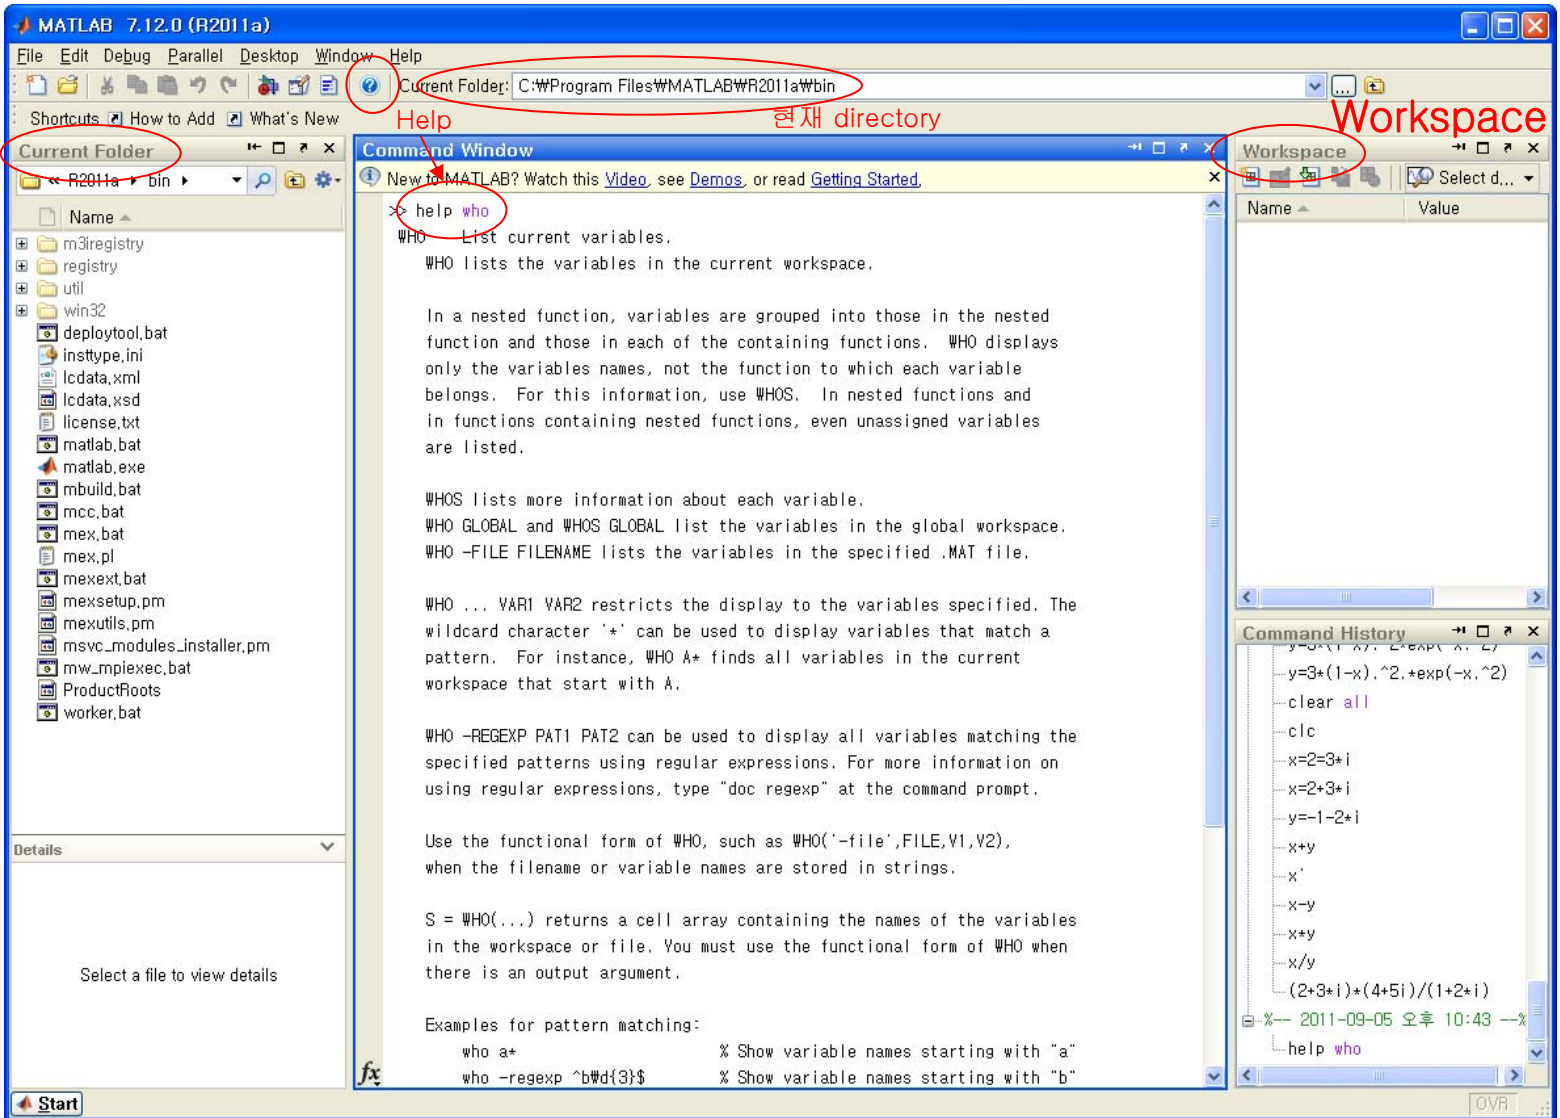 MATLAB 7.12.0 (R2011a)
File Edit Debug Parallel Desktop Window Help
Current Folder: C:₩Program Files₩MATLAB₩R2011a₩bin
Shortcuts How to Add What's New
Help
현재 directory
Workspace
Current Folder
« R2011a ▸ bin ▸
Name
m3iregistry
registry
util
win32
deploytool.bat
insttype.ini
lcdata.xml
lcdata.xsd
license.txt
matlab.bat
matlab.exe
mbuild.bat
mcc.bat
mex.bat
mex.pl
mexext.bat
mexsetup.pm
mexutils.pm
msvc_modules_installer.pm
mw_mpiexec.bat
ProductRoots
worker.bat
Details
Select a file to view details
Start
Command Window
New to MATLAB? Watch this Video, see Demos, or read Getting Started.
>> help who
₩HO List current variables.
₩HO lists the variables in the current workspace.
In a nested function, variables are grouped into those in the nested
function and those in each of the containing functions. ₩HO displays
only the variables names, not the function to which each variable
belongs. For this information, use ₩HOS. In nested functions and
in functions containing nested functions, even unassigned variables
are listed.
₩HOS lists more information about each variable.
₩HO GLOBAL and ₩HOS GLOBAL list the variables in the global workspace.
₩HO -FILE FILENAME lists the variables in the specified .MAT file.
₩HO ... VAR1 VAR2 restricts the display to the variables specified. The
wildcard character '*' can be used to display variables that match a
pattern. For instance, ₩HO A* finds all variables in the current
workspace that start with A.
₩HO -REGEXP PAT1 PAT2 can be used to display all variables matching the
specified patterns using regular expressions. For more information on
using regular expressions, type "doc regexp" at the command prompt.
Use the functional form of ₩HO, such as ₩HO('-file',FILE,V1,V2),
when the filename or variable names are stored in strings.
S = ₩HO(...) returns a cell array containing the names of the variables
in the workspace or file. You must use the functional form of ₩HO when
there is an output argument.
Examples for pattern matching:
who a* % Show variable names starting with "a"
who -regexp ^b₩d{3}$ % Show variable names starting with "b"
fx
Workspace
Select d...
Name Value
Command History
y=3*(1-x).^2.*exp(-x.^2)
clear all
clc
x=2=3*i
x=2+3*i
y=-1-2*i
x+y
x'
x-y
x*y
x/y
(2+3*i)*(4+5i)/(1+2*i)
%-- 2011-09-05 오후 10:43 --%
help who
OVR